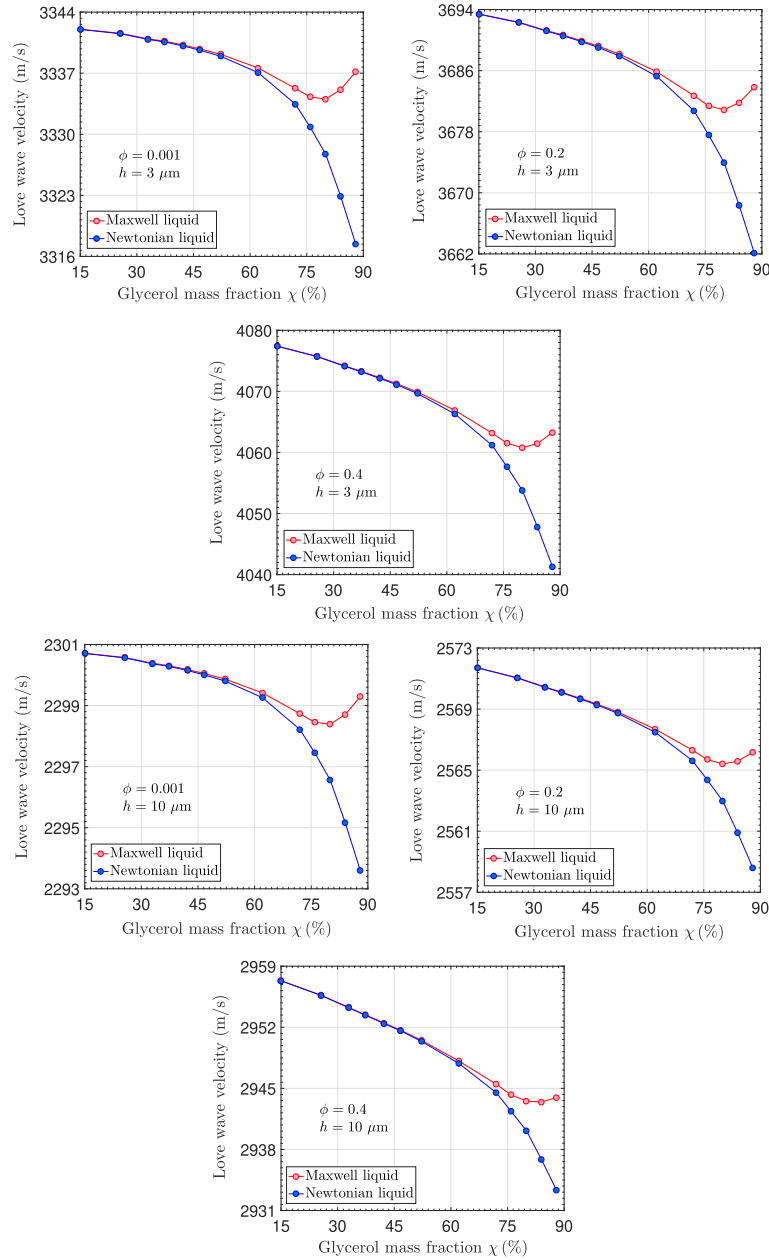 3344
3337
3330
3323
3316
Love wave velocity (m/s)
ϕ = 0.001
h = 3 μm
Maxwell liquid
Newtonian liquid
15 30 45 60 75 90
Glycerol mass fraction χ (%)
3694
3686
3678
3670
3662
Love wave velocity (m/s)
ϕ = 0.2
h = 3 μm
Maxwell liquid
Newtonian liquid
15 30 45 60 75 90
Glycerol mass fraction χ (%)
4080
4070
4060
4050
4040
Love wave velocity (m/s)
ϕ = 0.4
h = 3 μm
Maxwell liquid
Newtonian liquid
15 30 45 60 75 90
Glycerol mass fraction χ (%)
2301
2299
2297
2295
2293
Love wave velocity (m/s)
ϕ = 0.001
h = 10 μm
Maxwell liquid
Newtonian liquid
15 30 45 60 75 90
Glycerol mass fraction χ (%)
2573
2569
2565
2561
2557
Love wave velocity (m/s)
ϕ = 0.2
h = 10 μm
Maxwell liquid
Newtonian liquid
15 30 45 60 75 90
Glycerol mass fraction χ (%)
2959
2952
2945
2938
2931
Love wave velocity (m/s)
ϕ = 0.4
h = 10 μm
Maxwell liquid
Newtonian liquid
15 30 45 60 75 90
Glycerol mass fraction χ (%)